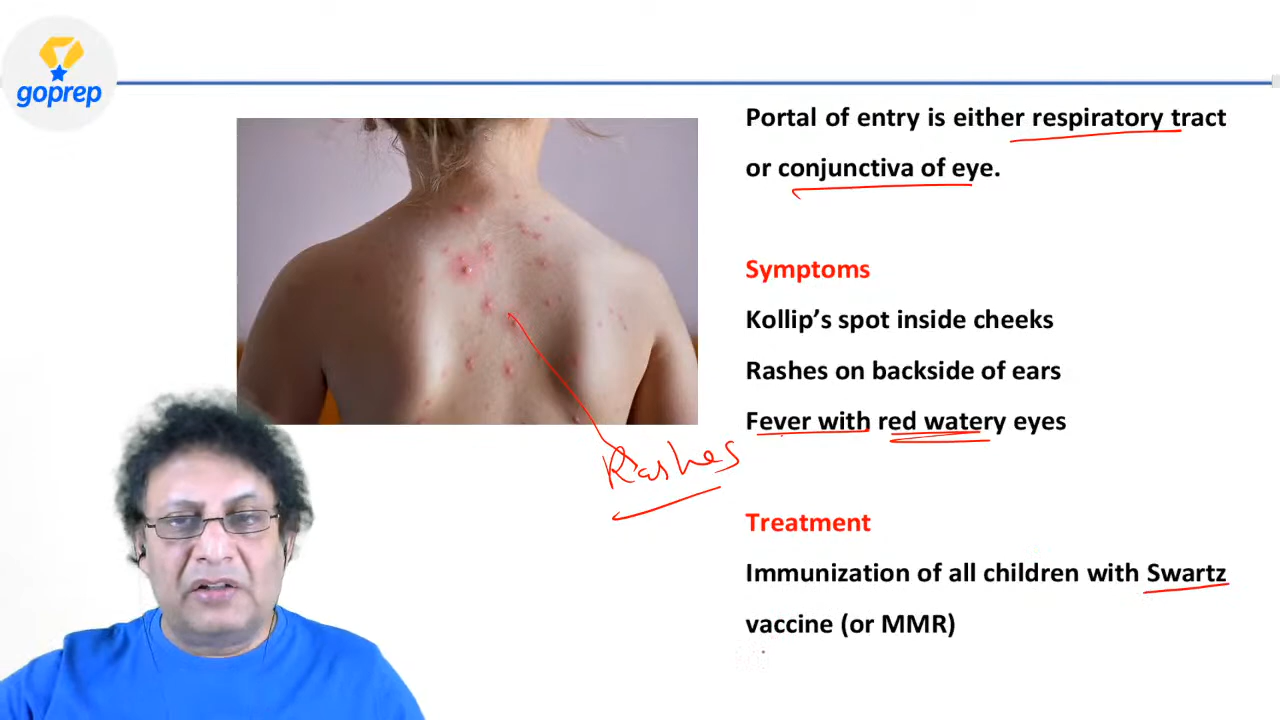 goprep
Portal of entry is either respiratory tract
or conjunctiva of eye.
Symptoms
Kollip's spot inside cheeks
Rashes on backside of ears
Fever with red watery eyes
Rashes
Treatment
Immunization of all children with Swartz
vaccine (or MMR)